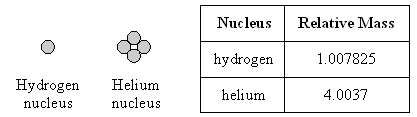 Hydrogen
nucleus
Helium
nucleus
Nucleus Relative Mass
hydrogen 1.007825
helium 4.0037